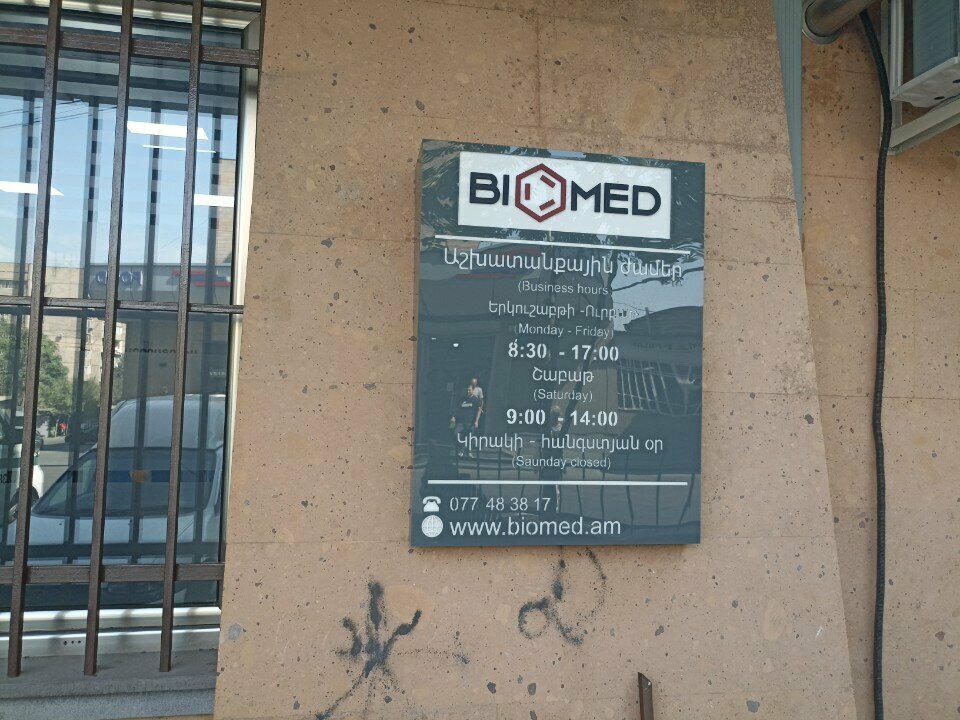 BIOMED
Աշխատանքային ժամեր
(Business hours)
Երկուշաբթի -Ուրբաթ
(Monday - Friday)
8:30 - 17:00
Շաբաթ
(Saturday)
9:00 - 14:00
Կիրակի - հանգստյան օր
(Saunday closed)
077 48 38 17
www.biomed.am